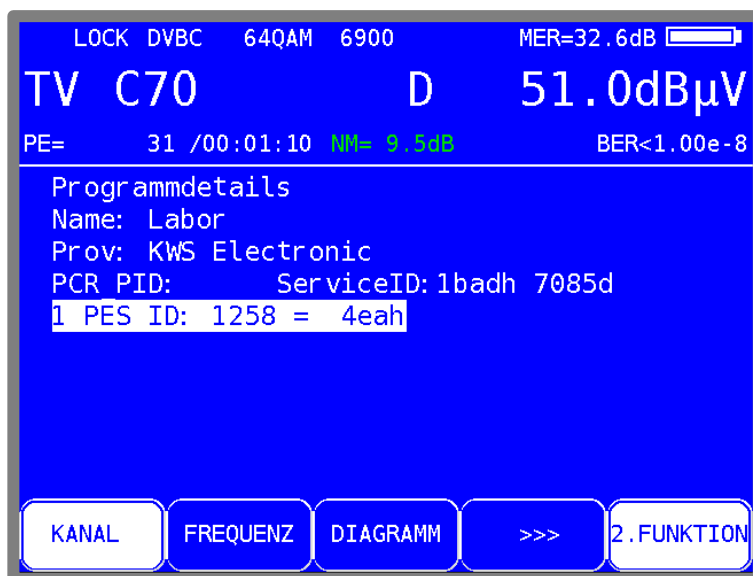 LOCK DVBC 64QAM 6900 MER=32.6dB
TV C70 D 51.0dBµV
PE= 31 /00:01:10 NM= 9.5dB BER<1.00e-8
Programmdetails
Name: Labor
Prov: KWS Electronic
PCR_PID: ServiceID:1badh 7085d
1 PES ID: 1258 = 4eah
KANAL FREQUENZ DIAGRAMM >>> 2.FUNKTION